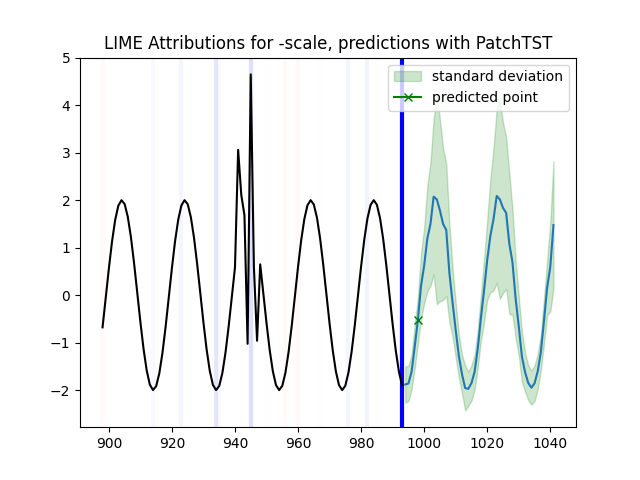 LIME Attributions for -scale, predictions with PatchTST
standard deviation
predicted point
5
4
3
2
1
0
−1
−2
900 920 940 960 980 1000 1020 1040